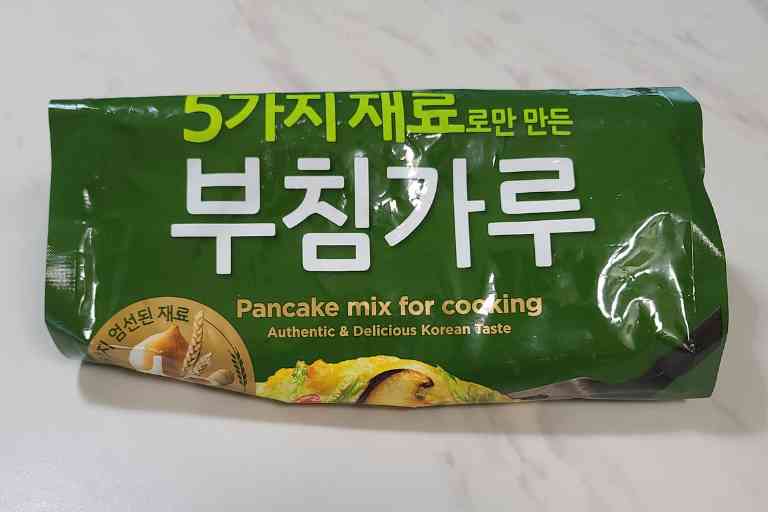 5가지 재료로만 만든
부침가루
Pancake mix for cooking
Authentic & Delicious Korean Taste
엄선된 재료